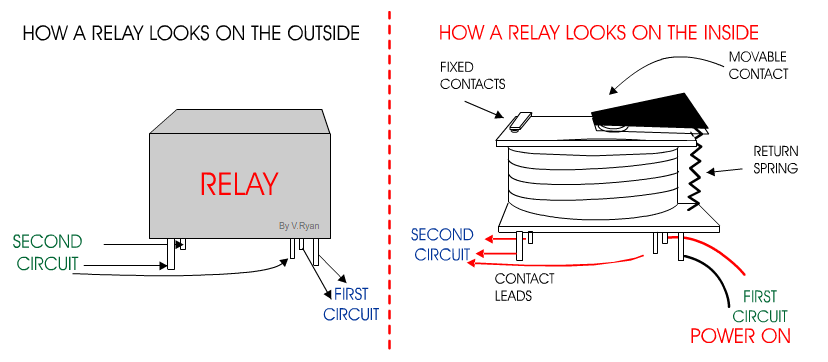 HOW A RELAY LOOKS ON THE OUTSIDE
RELAY
By V.Ryan
SECOND
CIRCUIT
FIRST
CIRCUIT
HOW A RELAY LOOKS ON THE INSIDE
FIXED
CONTACTS
MOVABLE
CONTACT
RETURN
SPRING
SECOND
CIRCUIT
CONTACT
LEADS
FIRST
CIRCUIT
POWER ON